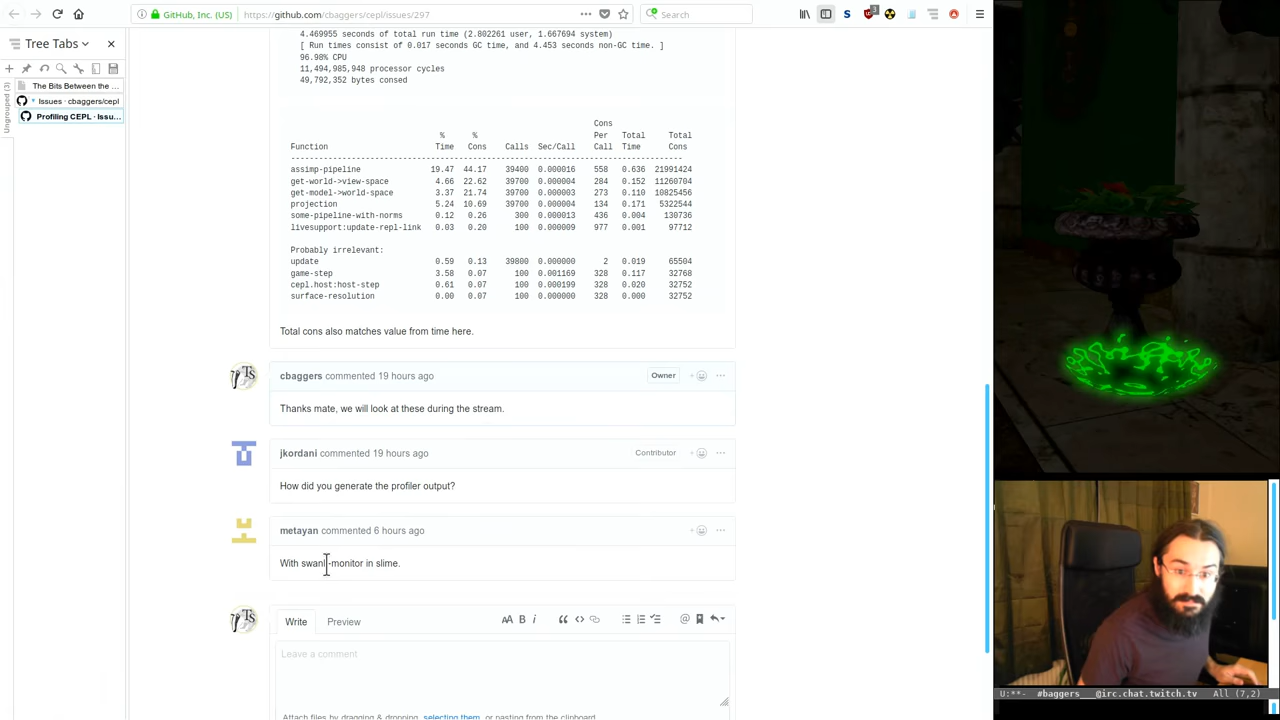 GitHub, Inc. (US) https://github.com/cbaggers/cepl/issues/297 Search
Tree Tabs
Ungrouped (3)
The Bits Between the ...
Issues · cbaggers/cepl
Profiling CEPL · Issu...
4.469955 seconds of total run time (2.802261 user, 1.667694 system)
[ Run times consist of 0.017 seconds GC time, and 4.453 seconds non-GC time. ]
96.98% CPU
11,494,985,948 processor cycles
49,792,352 bytes consed
Cons
% % Per Total Total
Function Time Cons Calls Sec/Call Call Time Cons
----------------------------------------------------------------------------------
assimp-pipeline 19.47 44.17 39400 0.000016 558 0.636 21991424
get-world->view-space 4.66 22.62 39700 0.000004 284 0.152 11260704
get-model->world-space 3.37 21.74 39700 0.000003 273 0.110 10825456
projection 5.24 10.69 39700 0.000004 134 0.171 5322544
some-pipeline-with-norms 0.12 0.26 300 0.000013 436 0.004 130736
livesupport:update-repl-link 0.03 0.20 100 0.000009 977 0.001 97712
Probably irrelevant:
update 0.59 0.13 39800 0.000000 2 0.019 65504
game-step 3.58 0.07 100 0.001169 328 0.117 32768
cepl.host:host-step 0.61 0.07 100 0.000199 328 0.020 32752
surface-resolution 0.00 0.07 100 0.000000 328 0.000 32752
Total cons also matches value from time here.
cbaggers commented 19 hours ago Owner
Thanks mate, we will look at these during the stream.
jkordani commented 19 hours ago Contributor
How did you generate the profiler output?
metayan commented 6 hours ago
With swank-monitor in slime.
Write Preview
Leave a comment
Attach files by dragging & dropping, selecting them, or pasting from the clipboard.
U:**- #baggers___@irc.chat.twitch.tv All (7,2)